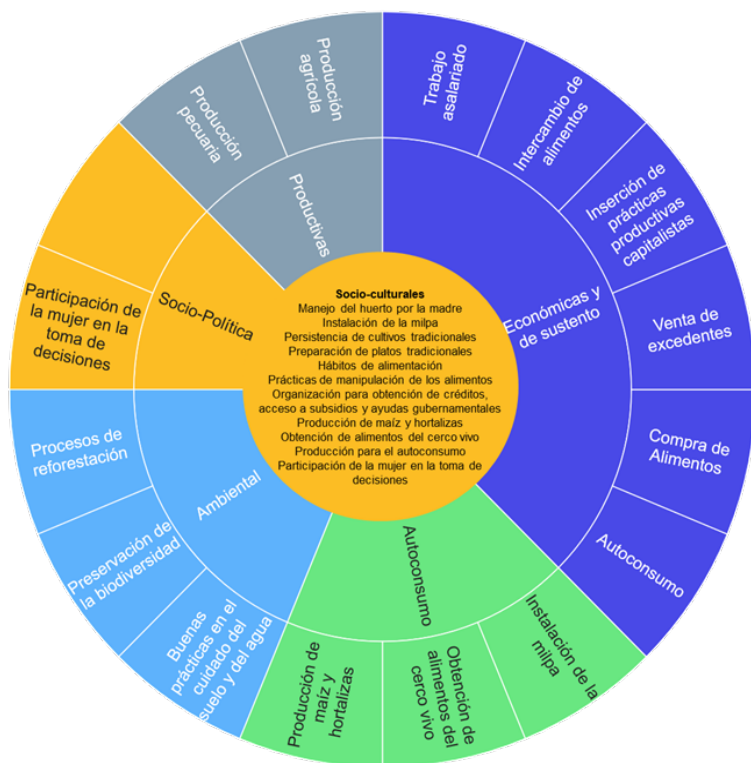 Producción
pecuaria
Producción
agrícola
Trabajo
asalariado
Intercambio de
alimentos
Inserción de
prácticas
productivas
capitalistas
Venta de
excedentes
Compra de
Alimentos
Autoconsumo
Productivas
Económicas y
de sustento
Socio-Política
Participación de
la mujer en la
toma de
decisiones
Socio-culturales
Manejo del huerto por la madre
Instalación de la milpa
Persistencia de cultivos tradicionales
Preparación de platos tradicionales
Hábitos de alimentación
Prácticas de manipulación de los alimentos
Organización para obtención de créditos,
acceso a subsidios y ayudas gubernamentales
Producción de maíz y hortalizas
Obtención de alimentos del cerco vivo
Producción para el autoconsumo
Participación de la mujer en la toma de
decisiones
Ambiental
Procesos de
reforestación
Preservación de
la biodiversidad
Buenas
prácticas en el
cuidado del
suelo y del agua
Autoconsumo
Producción de
maíz y
hortalizas
Obtención de
alimentos del
cerco vivo
Instalación de la
milpa